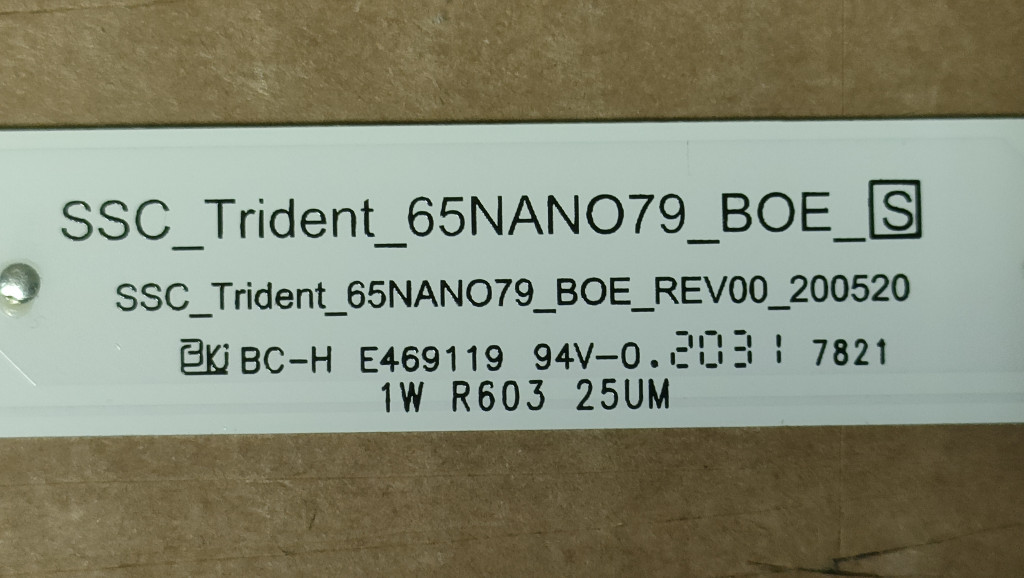 SSC_Trident_65NANO79_BOE_S
SSC_Trident_65NANO79_BOE_REV00_200520
BC-H E469119 94V-0. 2031 7821
1W R603 25UM